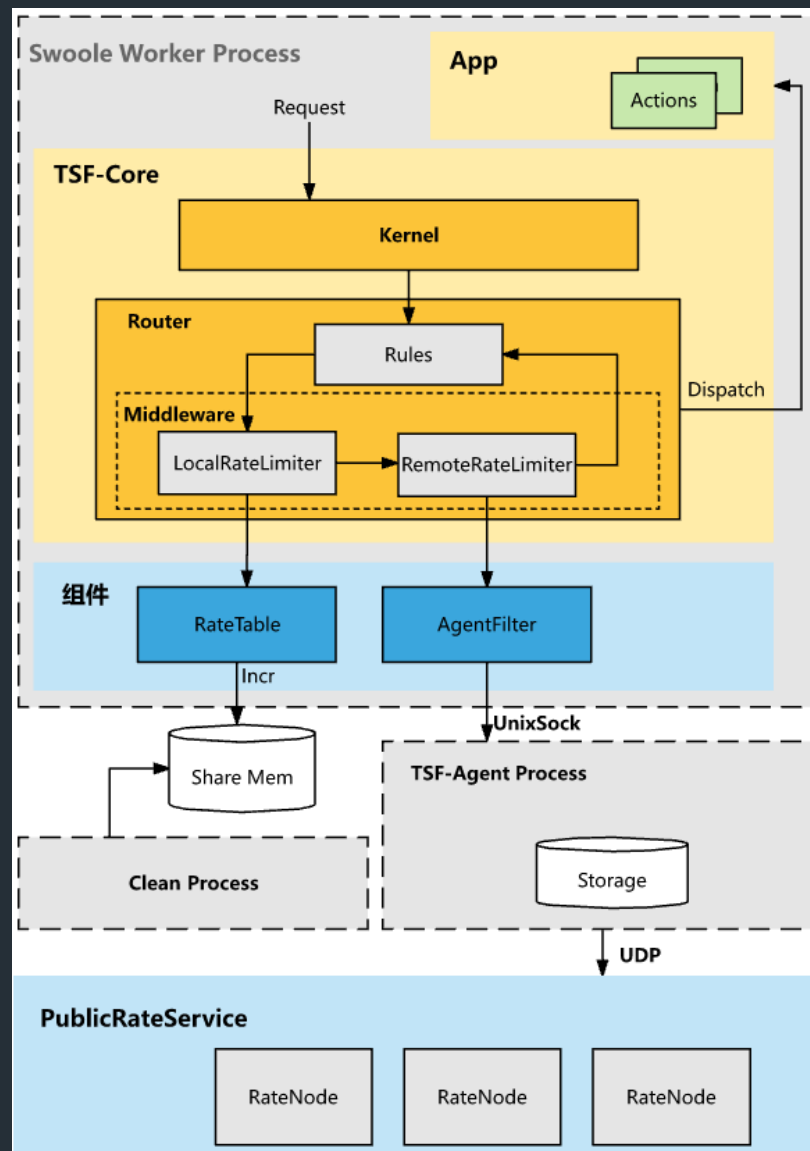 Swoole Worker Process
App
Actions
Request
TSF-Core
Kernel
Router
Rules
Dispatch
Middleware
LocalRateLimiter
RemoteRateLimiter
组件
RateTable
AgentFilter
Incr
UnixSock
Share Mem
TSF-Agent Process
Clean Process
Storage
UDP
PublicRateService
RateNode
RateNode
RateNode